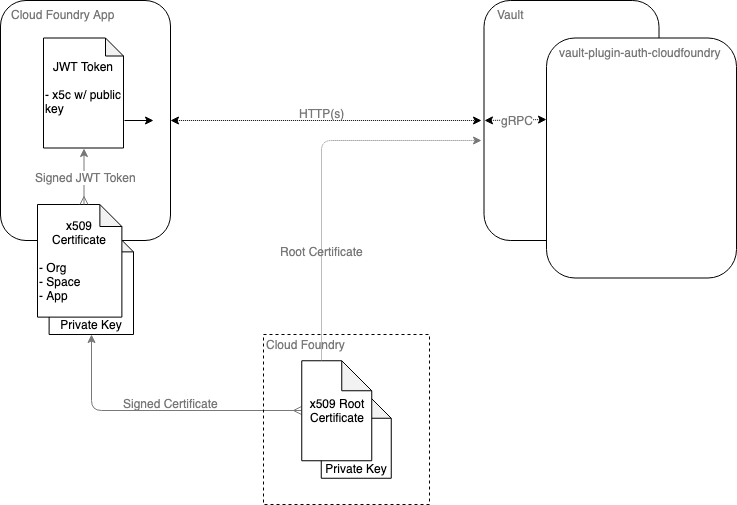 Cloud Foundry App
Vault
vault-plugin-auth-cloudfoundry
JWT Token
- x5c w/ public
key
HTTP(s)
gRPC
Signed JWT Token
x509
Certificate
- Org
- Space
- App
Private Key
Root Certificate
Cloud Foundry
Signed Certificate
x509 Root
Certificate
Private Key